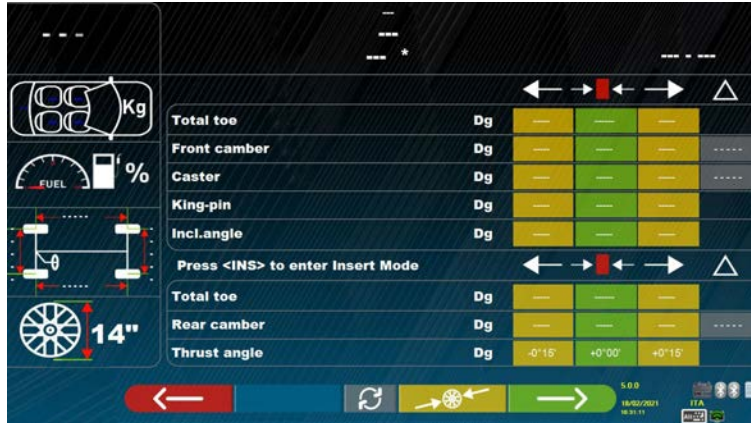 - - -
---
--- *
--- - ---
Kg
Total toe Dg
Front camber Dg
FUEL %
Caster Dg
King-pin Dg
Incl.angle Dg
Press <INS> to enter Insert Mode
Total toe Dg
14"
Rear camber Dg
Thrust angle Dg -0°15' +0°00' +0°15'
5.0.0
18/02/2021 ITA